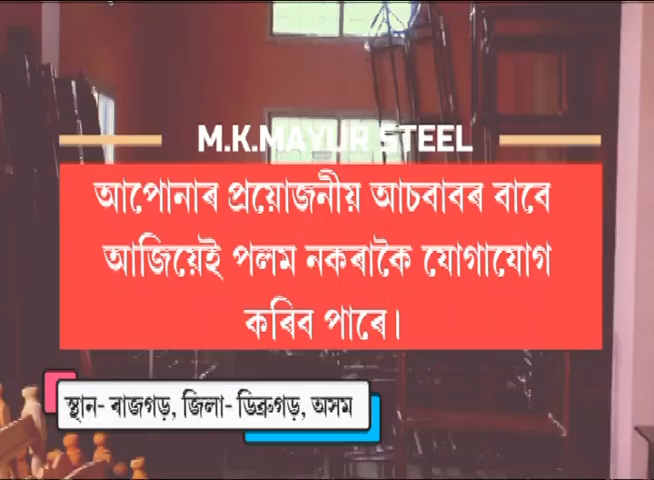 M.K.MAYUR STEEL
আপোনাৰ প্ৰয়োজনীয় আচবাবৰ বাবে
আজিয়েই পলম নকৰাকৈ যোগাযোগ
কৰিব পাৰে।
স্থান- ৰাজগড়, জিলা- ডিব্ৰুগড়, অসম